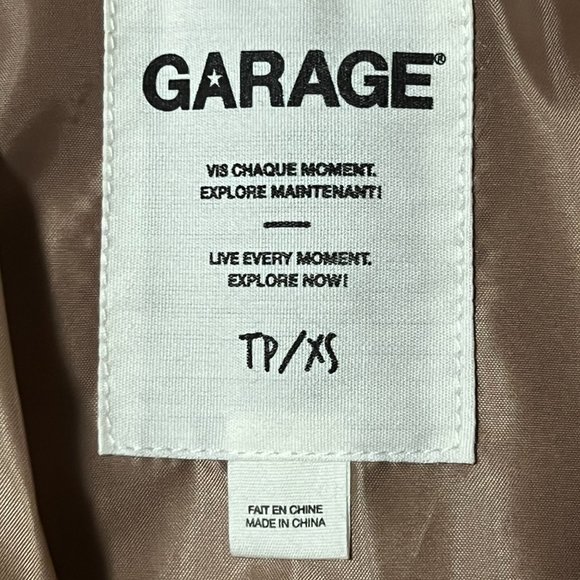 GARAGE®
VIS CHAQUE MOMENT.
EXPLORE MAINTENANT!
LIVE EVERY MOMENT.
EXPLORE NOW!
TP/XS
FAIT EN CHINE
MADE IN CHINA